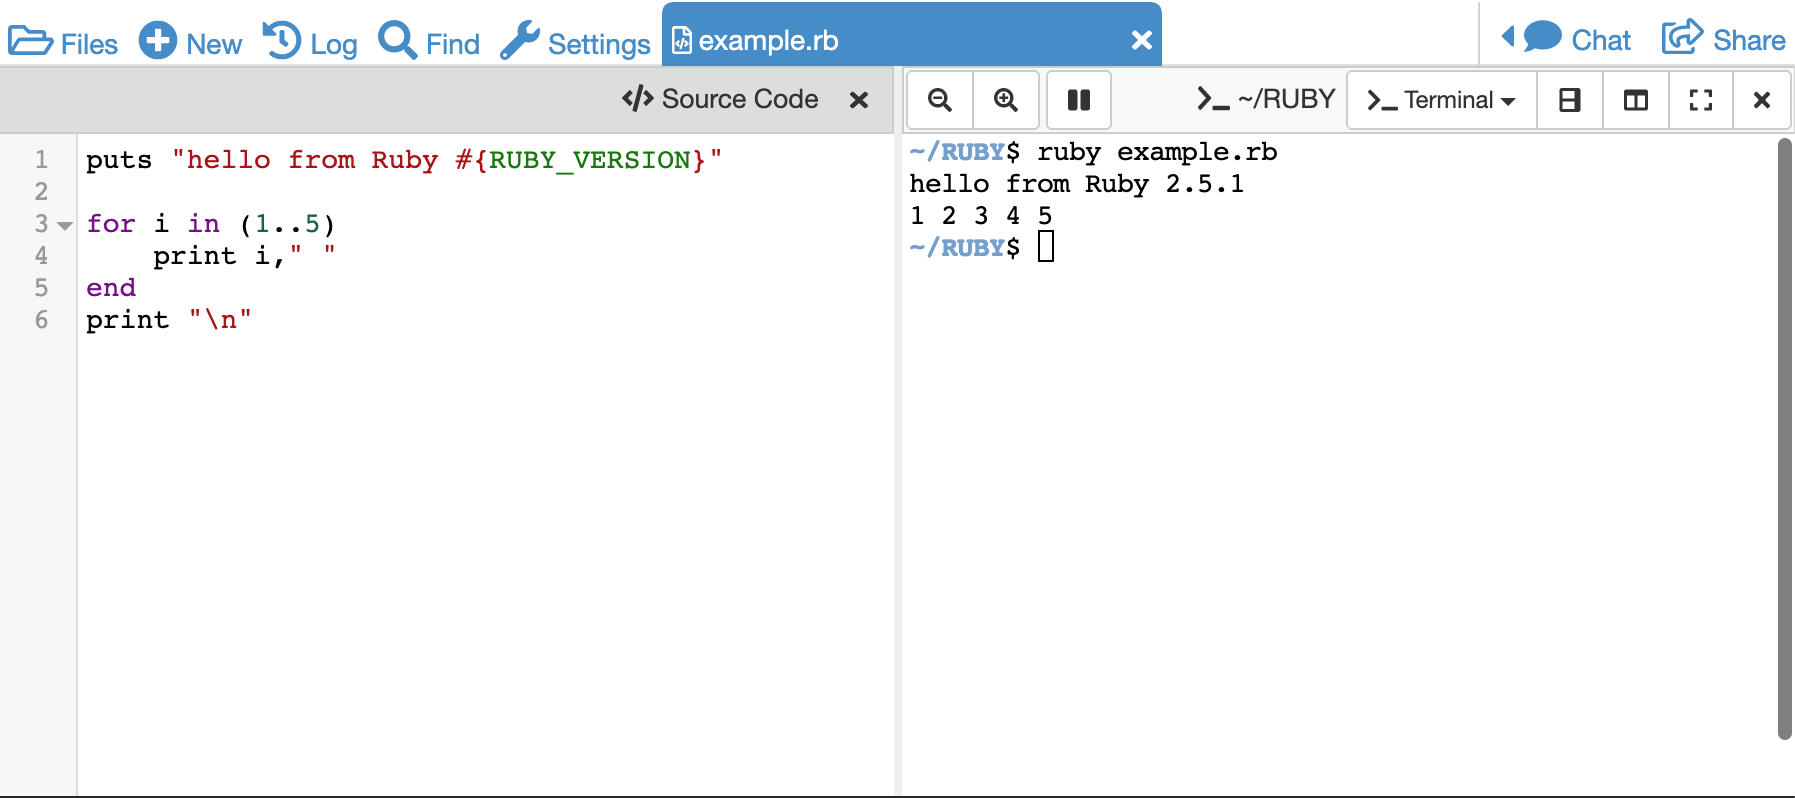 Files New Log Find Settings example.rb Chat Share
</> Source Code
~/RUBY Terminal
1 puts "hello from Ruby #{RUBY_VERSION}"
2
3 for i in (1..5)
4     print i," "
5 end
6 print "\n"
~/RUBY$ ruby example.rb
hello from Ruby 2.5.1
1 2 3 4 5
~/RUBY$